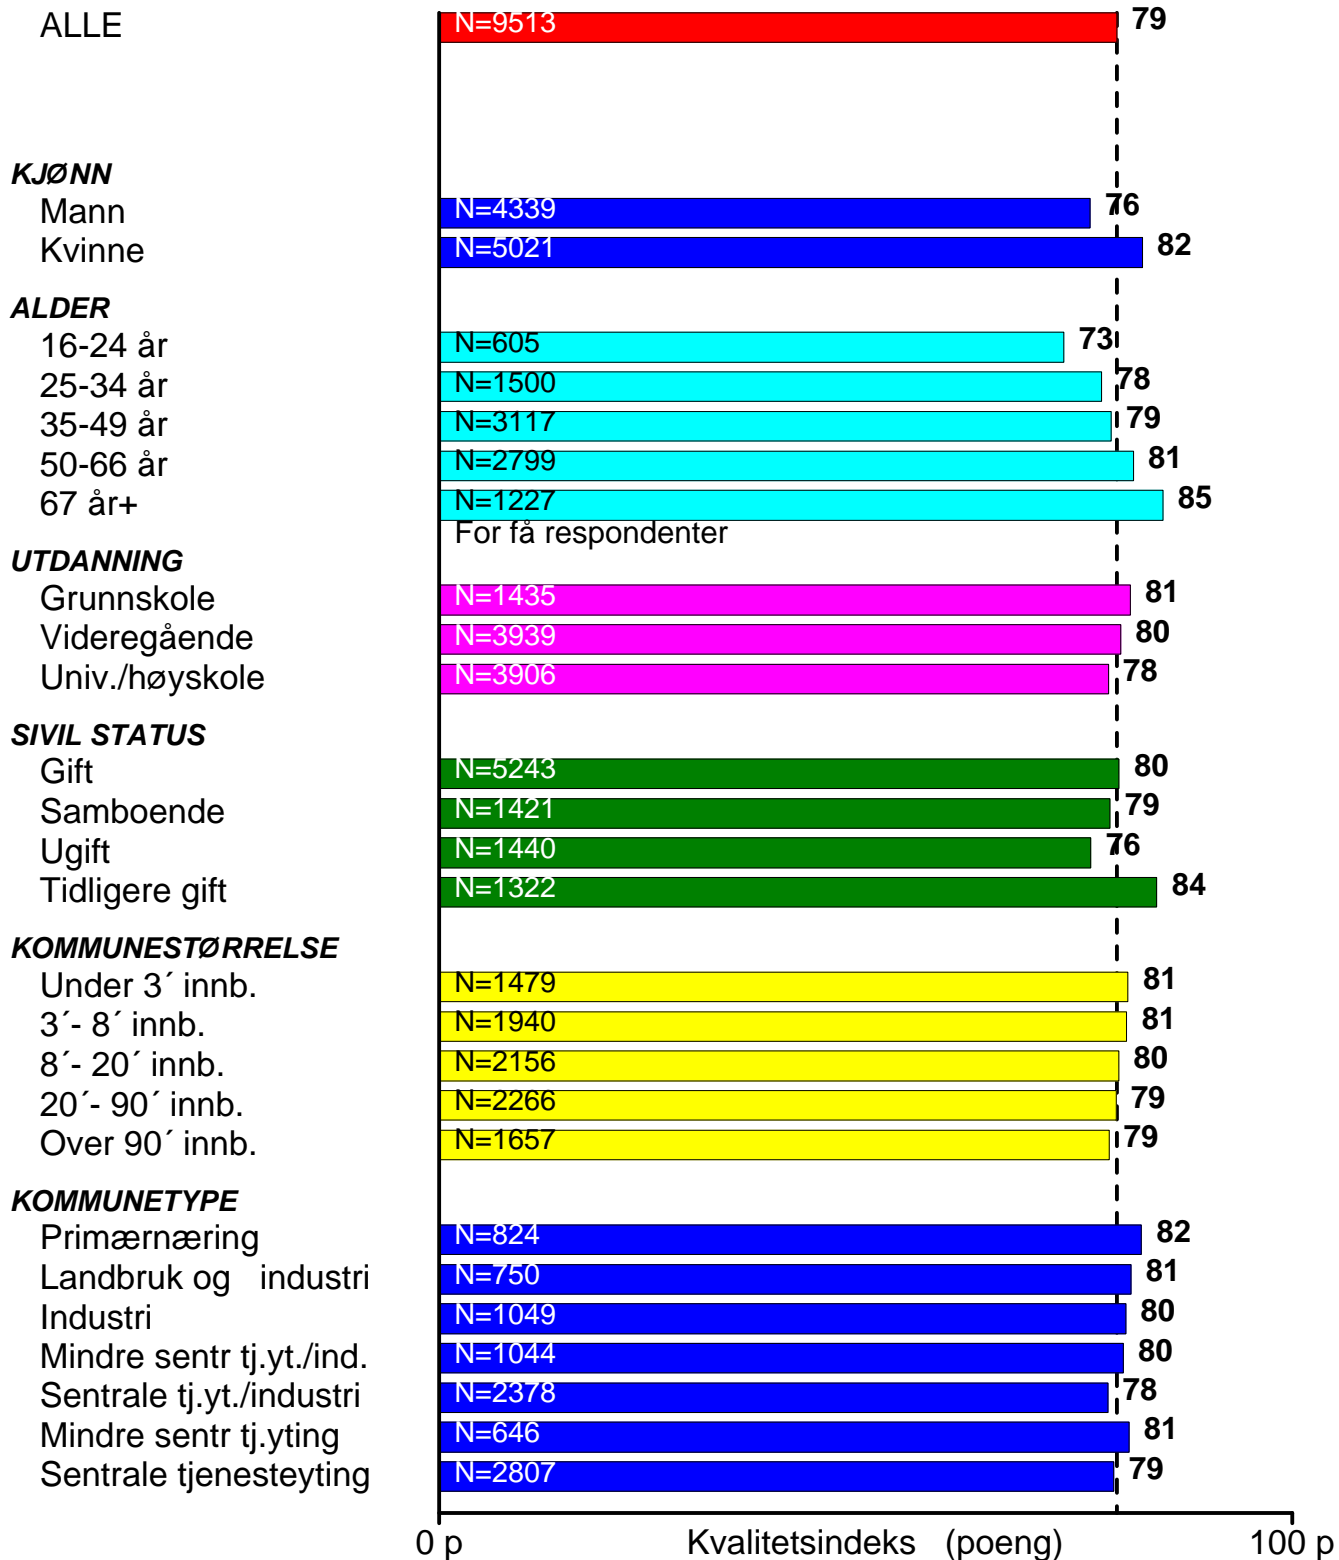 ALLE N=9513 79
KJØNN
Mann N=4339 76
Kvinne N=5021 82
ALDER
16-24 år N=605 73
25-34 år N=1500 78
35-49 år N=3117 79
50-66 år N=2799 81
67 år+ N=1227 85
For få respondenter
UTDANNING
Grunnskole N=1435 81
Videregående N=3939 80
Univ./høyskole N=3906 78
SIVIL STATUS
Gift N=5243 80
Samboende N=1421 79
Ugift N=1440 76
Tidligere gift N=1322 84
KOMMUNESTØRRELSE
Under 3´ innb. N=1479 81
3´- 8´ innb. N=1940 81
8´- 20´ innb. N=2156 80
20´- 90´ innb. N=2266 79
Over 90´ innb. N=1657 79
KOMMUNETYPE
Primærnæring N=824 82
Landbruk og industri N=750 81
Industri N=1049 80
Mindre sentr tj.yt./ind. N=1044 80
Sentrale tj.yt./industri N=2378 78
Mindre sentr tj.yting N=646 81
Sentrale tjenesteyting N=2807 79
0 p Kvalitetsindeks (poeng) 100 p